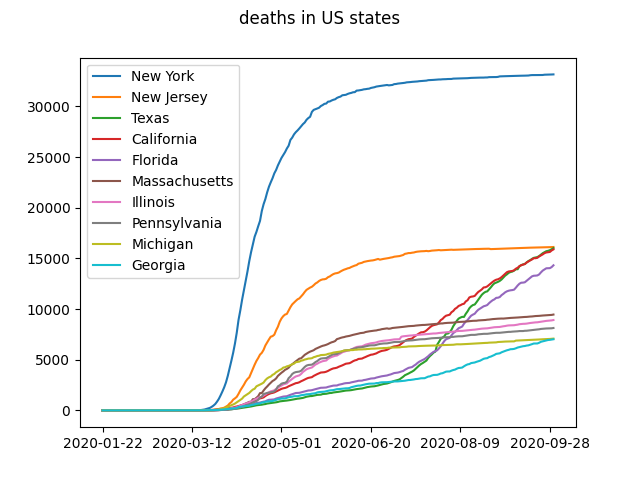 deaths in US states
New York
New Jersey
Texas
California
Florida
Massachusetts
Illinois
Pennsylvania
Michigan
Georgia
30000
25000
20000
15000
10000
5000
0
2020-01-22 2020-03-12 2020-05-01 2020-06-20 2020-08-09 2020-09-28